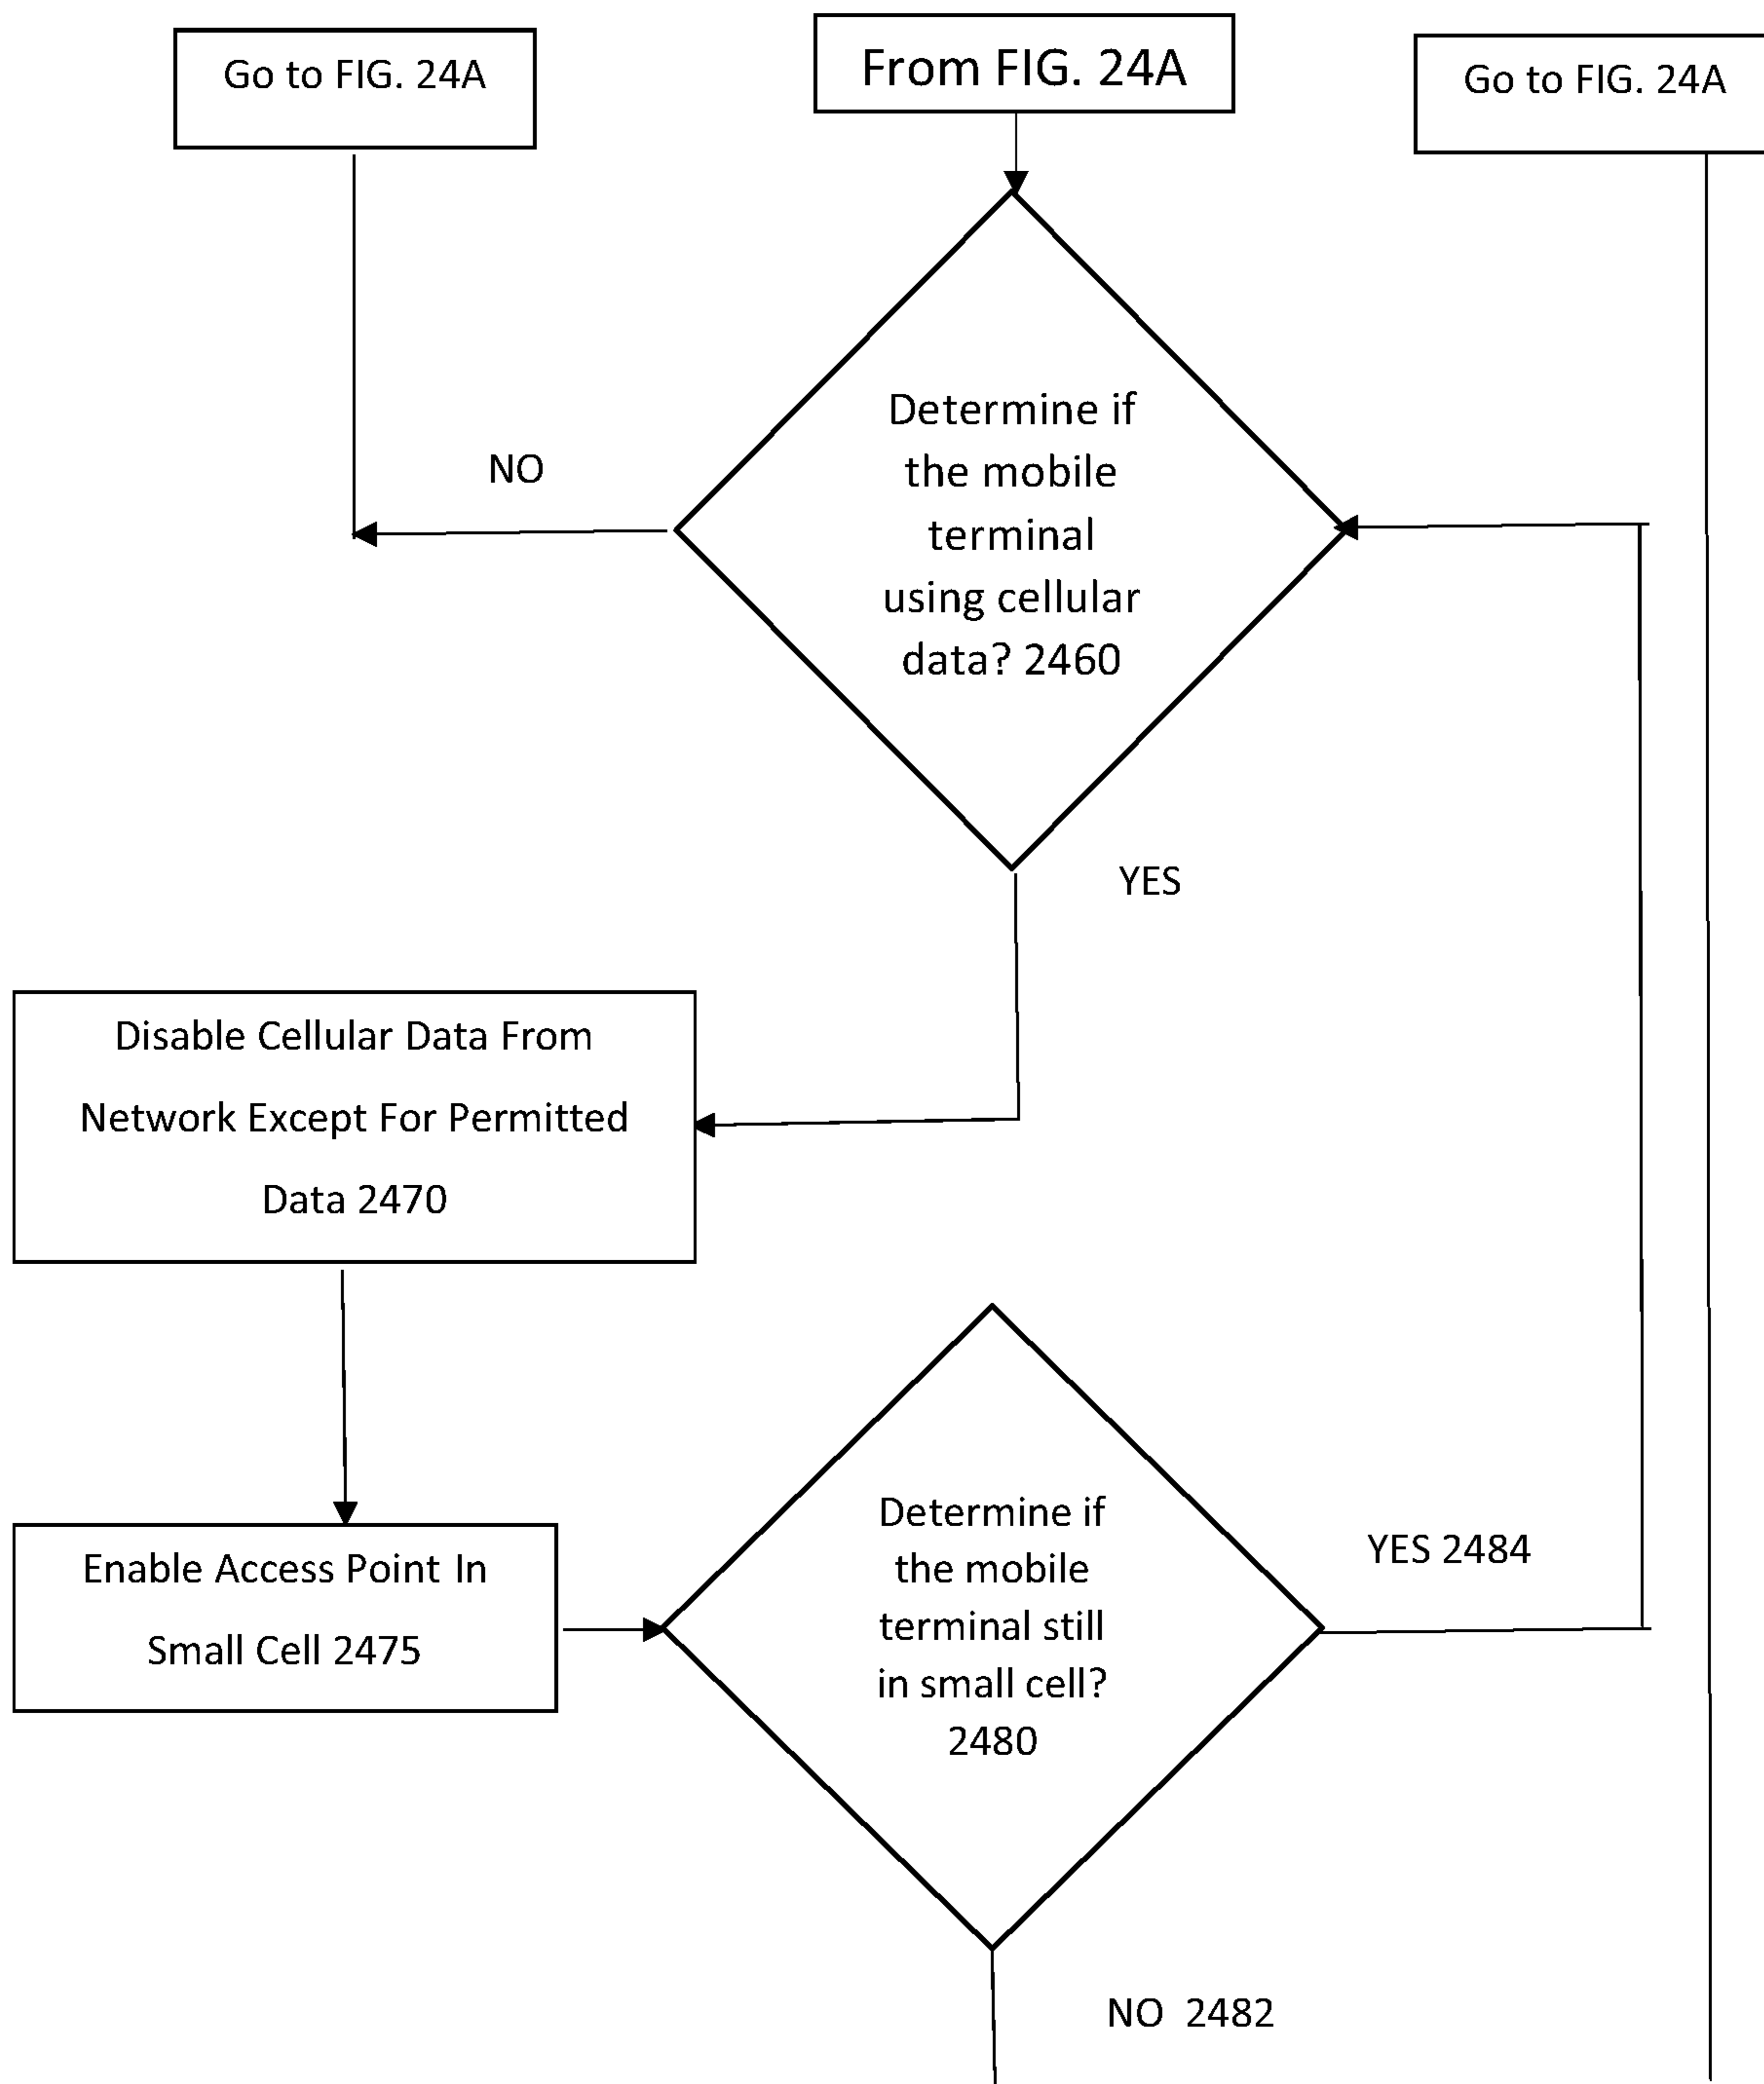 Go to FIG. 24A
From FIG. 24A
Go to FIG. 24A
Determine if
the mobile
terminal
using cellular
data? 2460
NO
YES
Disable Cellular Data From
Network Except For Permitted
Data 2470
Enable Access Point In
Small Cell 2475
Determine if
the mobile
terminal still
in small cell?
2480
YES 2484
NO 2482